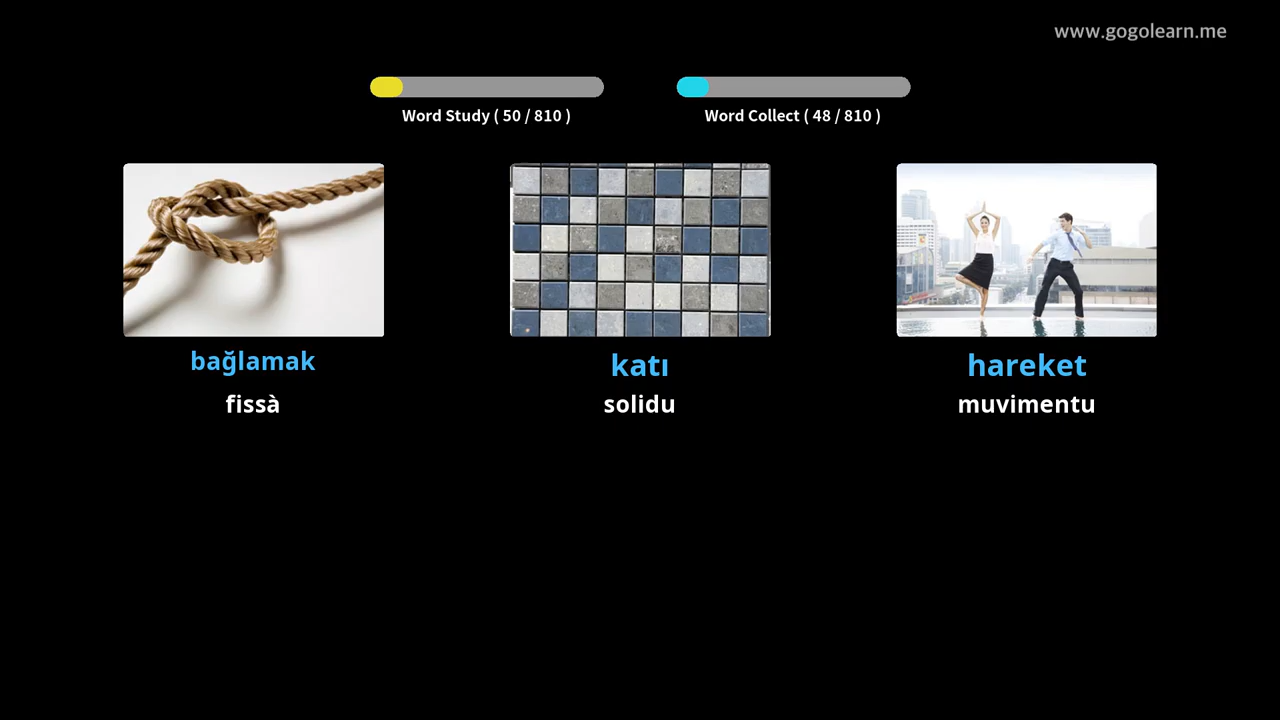 www.gogolearn.me
Word Study ( 50 / 810 )
Word Collect ( 48 / 810 )
bağlamak
fissà
katı
solidu
hareket
muvimentu